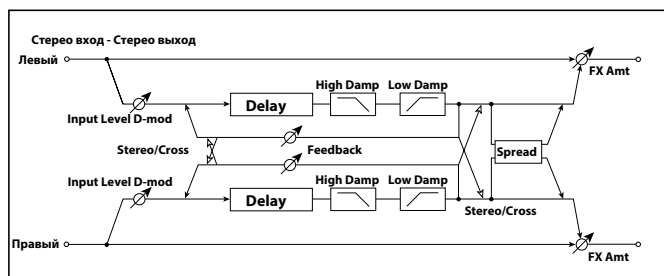 Стерео вход - Стерео выход
Левый
FX Amt
High Damp Low Damp
Delay
Input Level D-mod
Stereo/Cross
Feedback
Spread
Input Level D-mod
High Damp Low Damp
Stereo/Cross
Delay
Правый
FX Amt